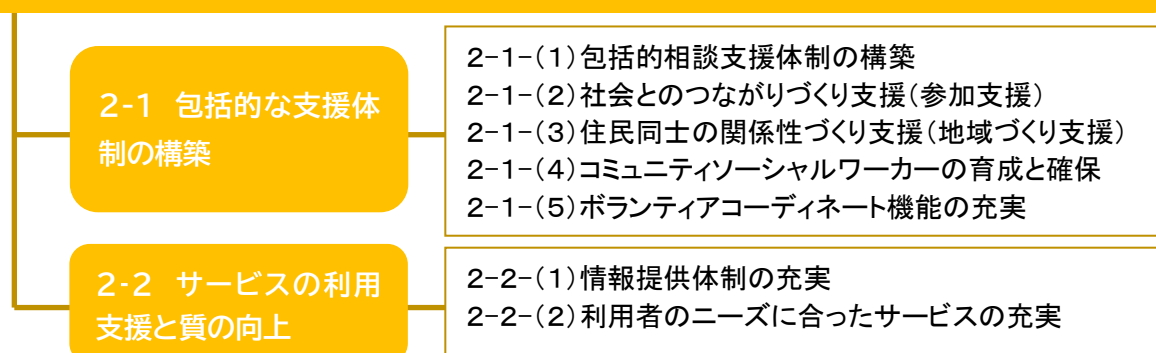 2-1 包括的な支援体
制の構築
2-1-(1)包括的相談支援体制の構築
2-1-(2)社会とのつながりづくり支援(参加支援)
2-1-(3)住民同士の関係性づくり支援(地域づくり支援)
2-1-(4)コミュニティソーシャルワーカーの育成と確保
2-1-(5)ボランティアコーディネート機能の充実
2-2 サービスの利用
支援と質の向上
2-2-(1)情報提供体制の充実
2-2-(2)利用者のニーズに合ったサービスの充実